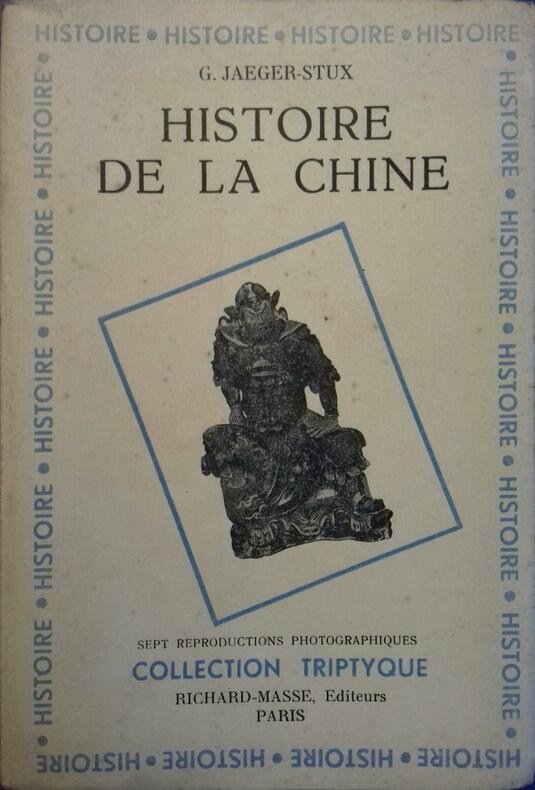 HISTOIRE • HISTOIRE • HISTOIRE • HISTOIRE
G. JAEGER-STUX
HISTOIRE
DE LA CHINE
SEPT REPRODUCTIONS PHOTOGRAPHIQUES
COLLECTION TRIPTYQUE
RICHARD-MASSE, Editeurs
PARIS
• HISTOIRE • HISTOIRE • HISTOIRE • HISTOIRE • HISTOIRE •
HISTOIRE • HISTOIRE • HISTOIRE • HISTOIRE
• HISTOIRE • HISTOIRE • HISTOIRE • HISTOIRE • HISTOIRE •